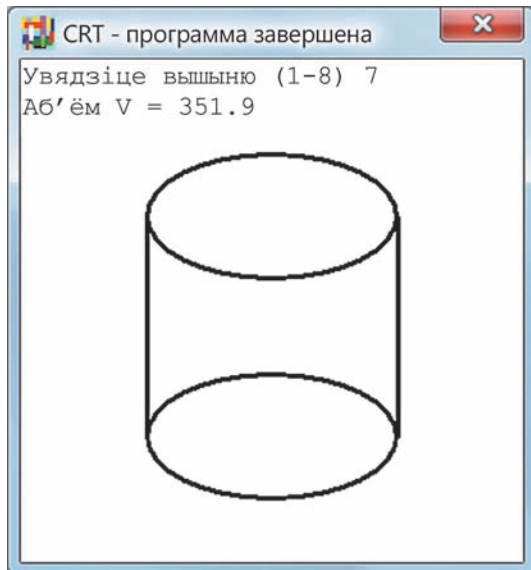 CRT - программа завершена
Увядзіце вышыню (1-8) 7
Аб’ём V = 351.9